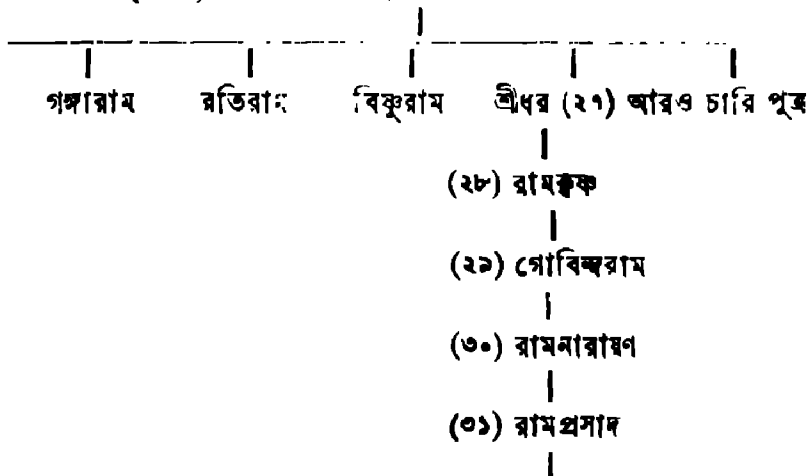 গঙ্গারাম রতিরাম বিষ্ণুরাম শ্রীধর (২৭) আরও চারি পুত্র
(২৮) রামকৃষ্ণ
(২৯) গোবিন্দরাম
(৩০) রামনারায়ণ
(৩১) রামপ্রসাদ